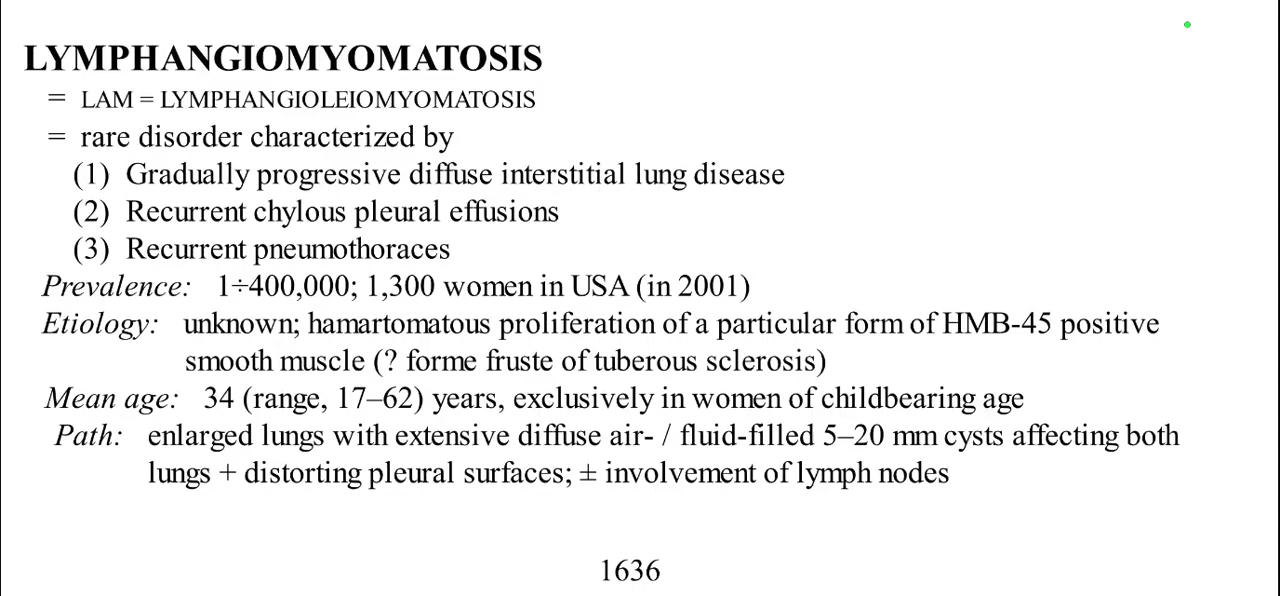 LYMPHANGIOMYOMATOSIS
= LAM = LYMPHANGIOLEIOMYOMATOSIS
= rare disorder characterized by
(1) Gradually progressive diffuse interstitial lung disease
(2) Recurrent chylous pleural effusions
(3) Recurrent pneumothoraces
Prevalence: 1÷400,000; 1,300 women in USA (in 2001)
Etiology: unknown; hamartomatous proliferation of a particular form of HMB-45 positive
smooth muscle (? forme fruste of tuberous sclerosis)
Mean age: 34 (range, 17–62) years, exclusively in women of childbearing age
Path: enlarged lungs with extensive diffuse air- / fluid-filled 5–20 mm cysts affecting both
lungs + distorting pleural surfaces; ± involvement of lymph nodes
1636